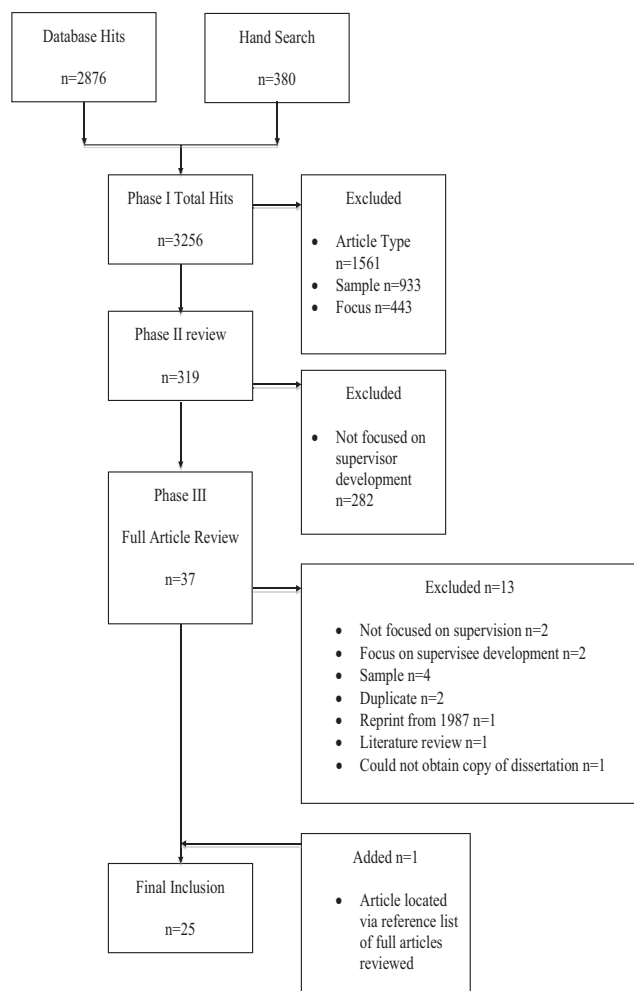 Database Hits
n=2876
Hand Search
n=380
Phase I Total Hits
n=3256
Excluded
• Article Type
n=1561
• Sample n=933
• Focus n=443
Phase II review
n=319
Excluded
• Not focused on
supervisor
development
n=282
Phase III
Full Article Review
n=37
Excluded n=13
• Not focused on supervision n=2
• Focus on supervisee development n=2
• Sample n=4
• Duplicate n=2
• Reprint from 1987 n=1
• Literature review n=1
• Could not obtain copy of dissertation n=1
Added n=1
• Article located
via reference list
of full articles
reviewed
Final Inclusion
n=25